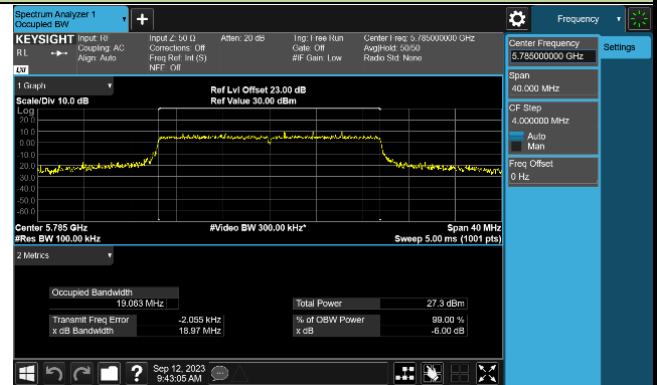 Spectrum Analyzer 1
Occupied BW
Frequency
KEYSIGHT
Input: RF
Input Z: 50 Ω
Atten: 20 dB
Trig: Free Run
Center Freq: 5.785000000 GHz
RL
Coupling: AC
Corrections: Off
Gate: Off
Avg|Hold: 50/50
Align: Auto
Freq Ref: Int (S)
#IF Gain: Low
Radio Std: None
LXI
NFE: Off
Center Frequency
5.785000000 GHz
Settings
Span
40.000 MHz
CF Step
4.000000 MHz
Auto
Man
Freq Offset
0 Hz
1 Graph
Ref Lvl Offset 23.00 dB
Scale/Div 10.0 dB
Ref Value 30.00 dBm
Log
20.0
10.0
0.00
-10.0
-20.0
-30.0
-40.0
-50.0
-60.0
Center 5.785 GHz
#Video BW 300.00 kHz*
Span 40 MHz
#Res BW 100.00 kHz
Sweep 5.00 ms (1001 pts)
2 Metrics
Occupied Bandwidth
19.063 MHz
Total Power
27.3 dBm
Transmit Freq Error
-2.055 kHz
% of OBW Power
99.00 %
x dB Bandwidth
18.97 MHz
x dB
-6.00 dB
Sep 12, 2023
9:43:05 AM